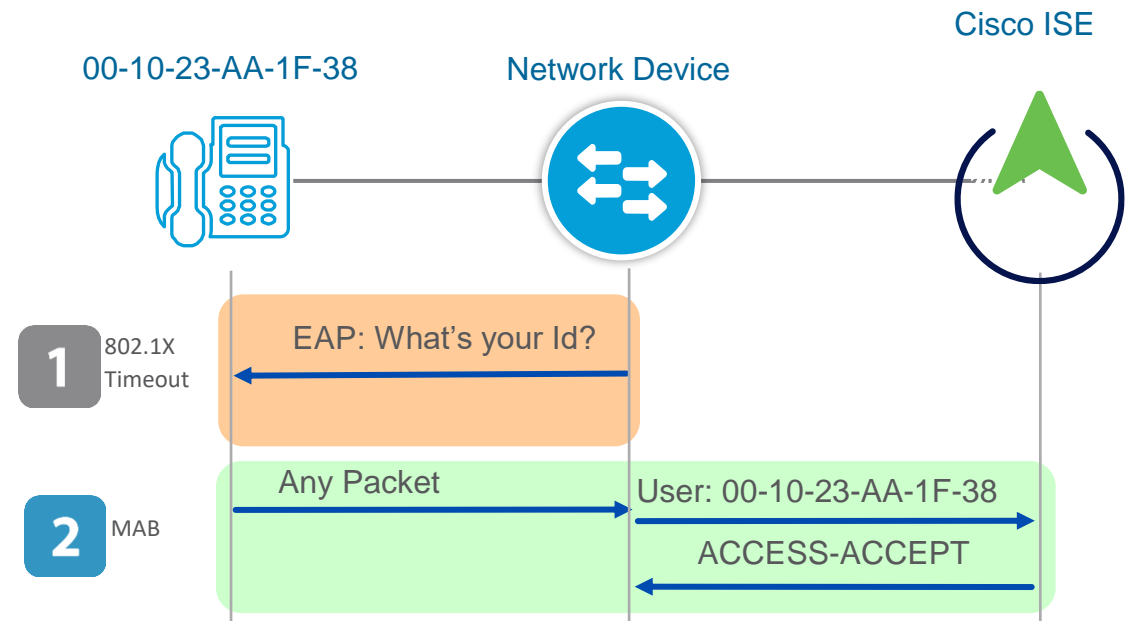 Cisco ISE
00-10-23-AA-1F-38
Network Device
1
802.1X
Timeout
EAP: What's your Id?
2
MAB
Any Packet
User: 00-10-23-AA-1F-38
ACCESS-ACCEPT